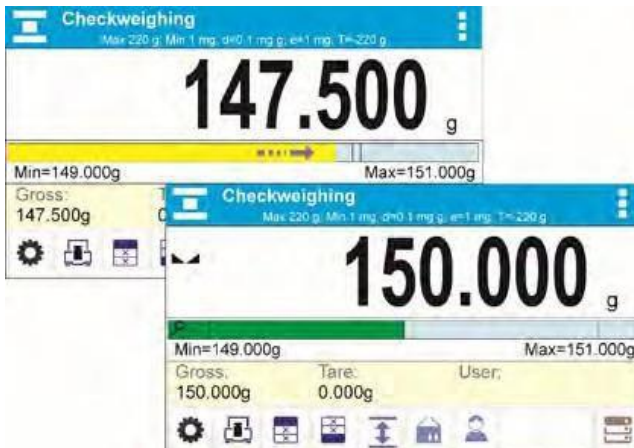 Checkweighing
Max 220 g; Min 1 mg; d=0.1 mg g; e=1 mg; T=-220 g
147.500 g
Min=149.000g Max=151.000g
Gross:
147.500g
Checkweighing
Max 220 g; Min 1 mg; d=0.1 mg g; e=1 mg; T=-220 g
150.000 g
Min=149.000g Max=151.000g
Gross: Tare: User:
150.000g 0.000g